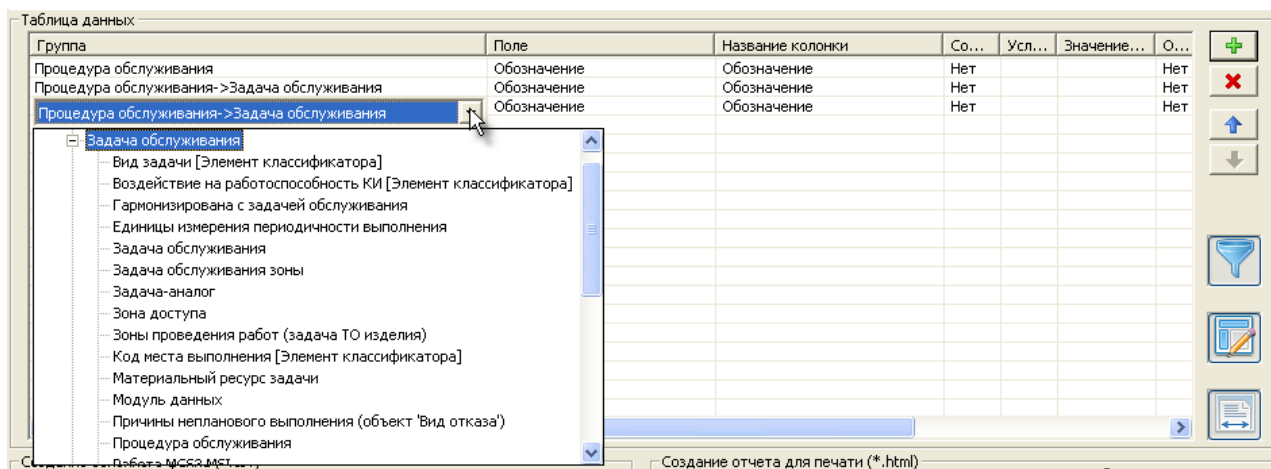 Таблица данных
Группа Поле Название колонки Со... Усл... Значение... О...
Процедура обслуживания Обозначение Обозначение Нет Нет
Процедура обслуживания->Задача обслуживания Обозначение Обозначение Нет Нет
Процедура обслуживания->Задача обслуживания Обозначение Обозначение Нет Нет
Задача обслуживания
Вид задачи [Элемент классификатора]
Воздействие на работоспособность КИ [Элемент классификатора]
Гармонизирована с задачей обслуживания
Единицы измерения периодичности выполнения
Задача обслуживания
Задача обслуживания зоны
Задача-аналог
Зона доступа
Зоны проведения работ (задача ТО изделия)
Код места выполнения [Элемент классификатора]
Материальный ресурс задачи
Модуль данных
Причины непланового выполнения (объект 'Вид отказа')
Процедура обслуживания
Создание отчета для печати (*.html)